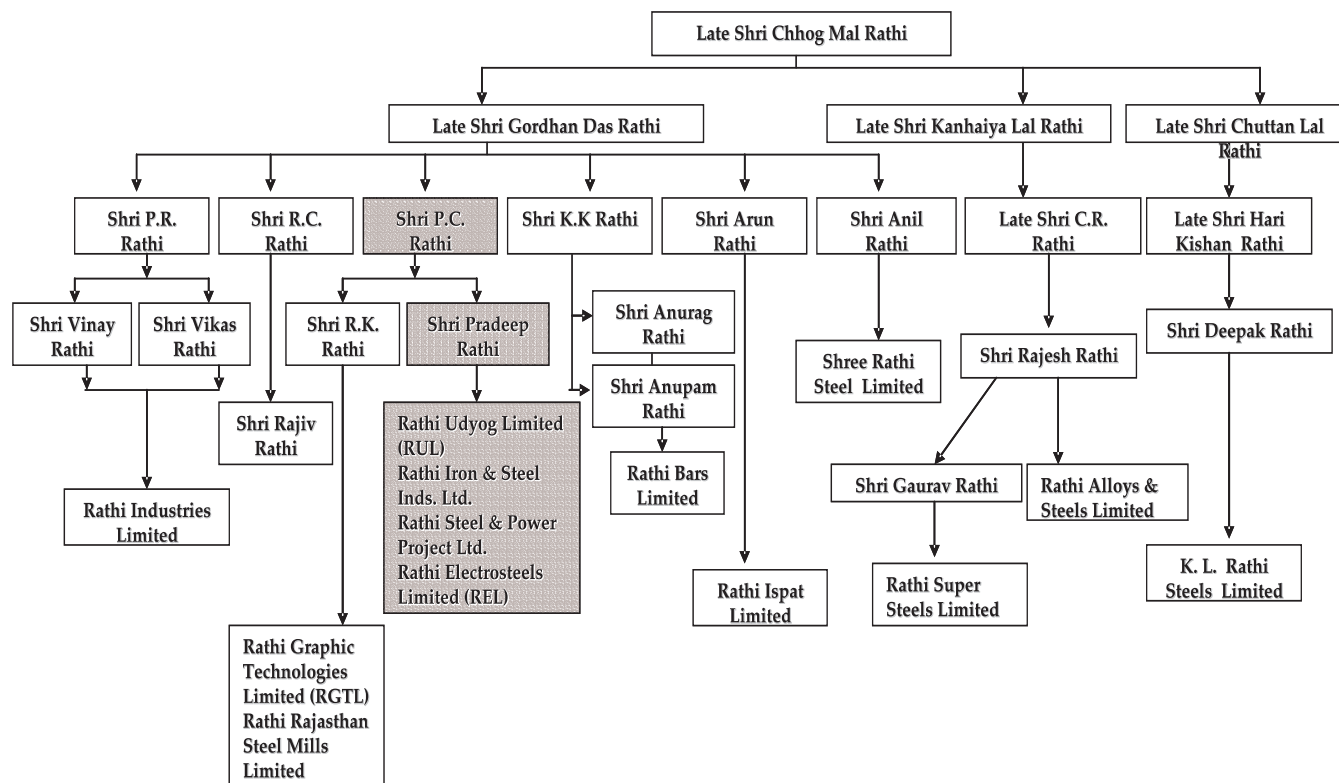 Late Shri Chhog Mal Rathi
Late Shri Gordhan Das Rathi
Late Shri Kanhaiya Lal Rathi
Late Shri Chuttan Lal
Rathi
Shri P.R.
Rathi
Shri R.C.
Rathi
Shri P.C.
Rathi
Shri K.K Rathi
Shri Arun
Rathi
Shri Anil
Rathi
Late Shri C.R.
Rathi
Late Shri Hari
Kishan Rathi
Shri Vinay
Rathi
Shri Vikas
Rathi
Shri R.K.
Rathi
Shri Pradeep
Rathi
Shri Anurag
Rathi
Shri Anupam
Rathi
Shree Rathi
Steel Limited
Shri Rajesh Rathi
Shri Deepak Rathi
Shri Rajiv
Rathi
Rathi Udyog Limited
(RUL)
Rathi Iron & Steel
Inds. Ltd.
Rathi Steel & Power
Project Ltd.
Rathi Electrosteels
Limited (REL)
Rathi Bars
Limited
Shri Gaurav Rathi
Rathi Alloys &
Steels Limited
Rathi Industries
Limited
Rathi Ispat
Limited
Rathi Super
Steels Limited
K. L. Rathi
Steels Limited
Rathi Graphic
Technologies
Limited (RGTL)
Rathi Rajasthan
Steel Mills
Limited